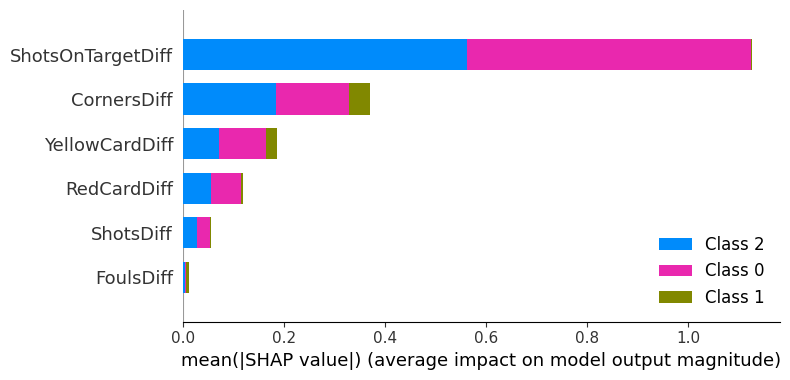 ShotsOnTargetDiff
CornersDiff
YellowCardDiff
RedCardDiff
ShotsDiff
FoulsDiff
Class 2
Class 0
Class 1
0.0 0.2 0.4 0.6 0.8 1.0
mean(|SHAP value|) (average impact on model output magnitude)